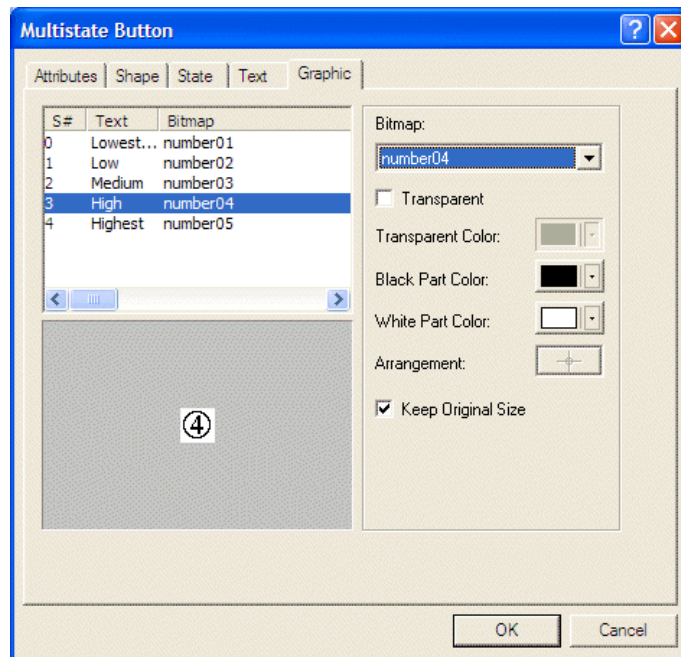 Multistate Button
Attributes Shape State Text Graphic
S# Text Bitmap
0 Lowest... number01
1 Low number02
2 Medium number03
3 High number04
4 Highest number05
④
Bitmap:
number04
Transparent
Transparent Color:
Black Part Color:
White Part Color:
Arrangement:
Keep Original Size
OK Cancel